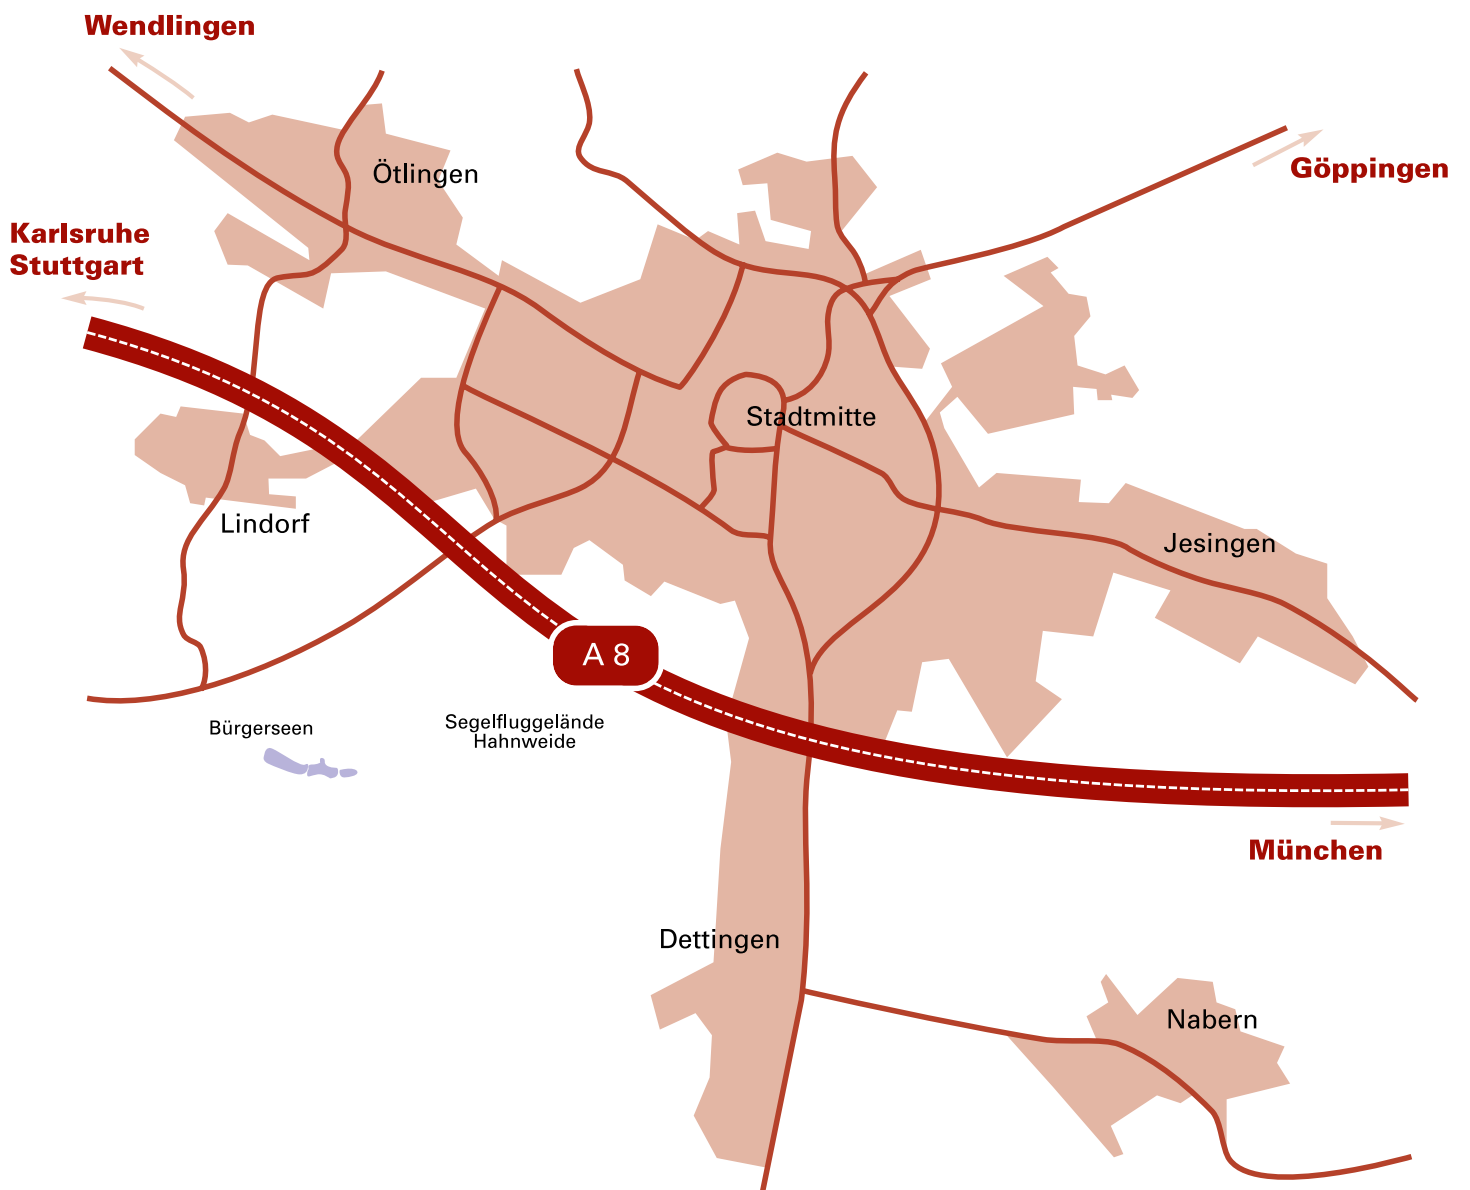 Wendlingen
Ötlingen
Göppingen
Karlsruhe
Stuttgart
Stadtmitte
Lindorf
Jesingen
A 8
Bürgerseen
Segelfluggelände
Hahnweide
München
Dettingen
Nabern